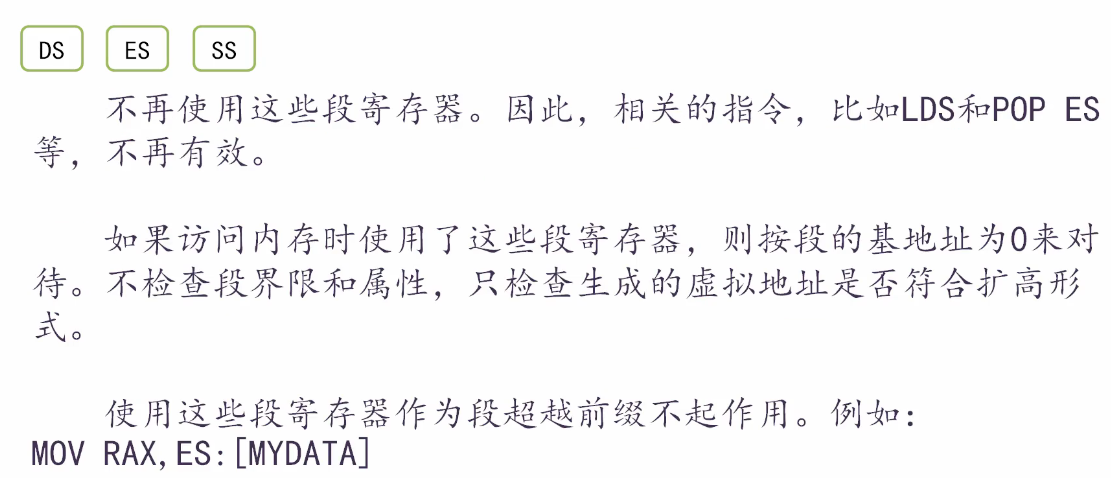 DS ES SS
不再使用这些段寄存器。因此，相关的指令，比如LDS和POP ES
等，不再有效。
如果访问内存时使用了这些段寄存器，则按段的基地址为0来对
待。不检查段界限和属性，只检查生成的虚拟地址是否符合扩高形
式。
使用这些段寄存器作为段超越前缀不起作用。例如：
MOV RAX,ES:[MYDATA]